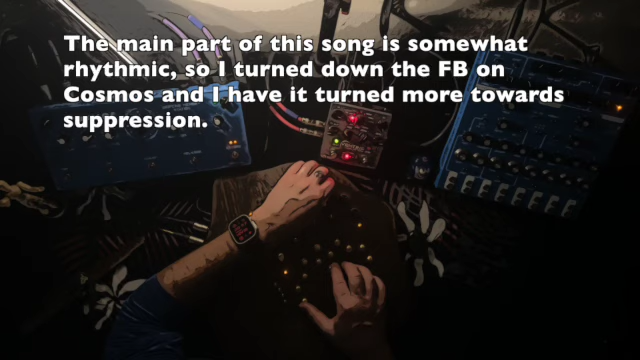 The main part of this song is somewhat
rhythmic, so I turned down the FB on
Cosmos and I have it turned more towards
suppression.